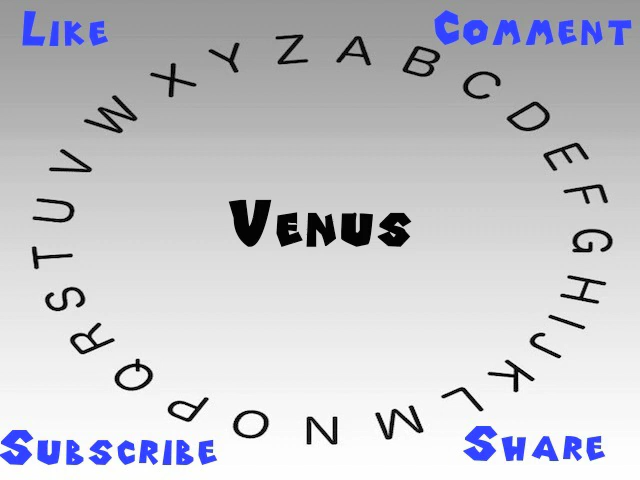 Like
Comment
A B C D E F G H I J K L M N O P Q R S T U V W X Y Z
Venus
Subscribe
Share